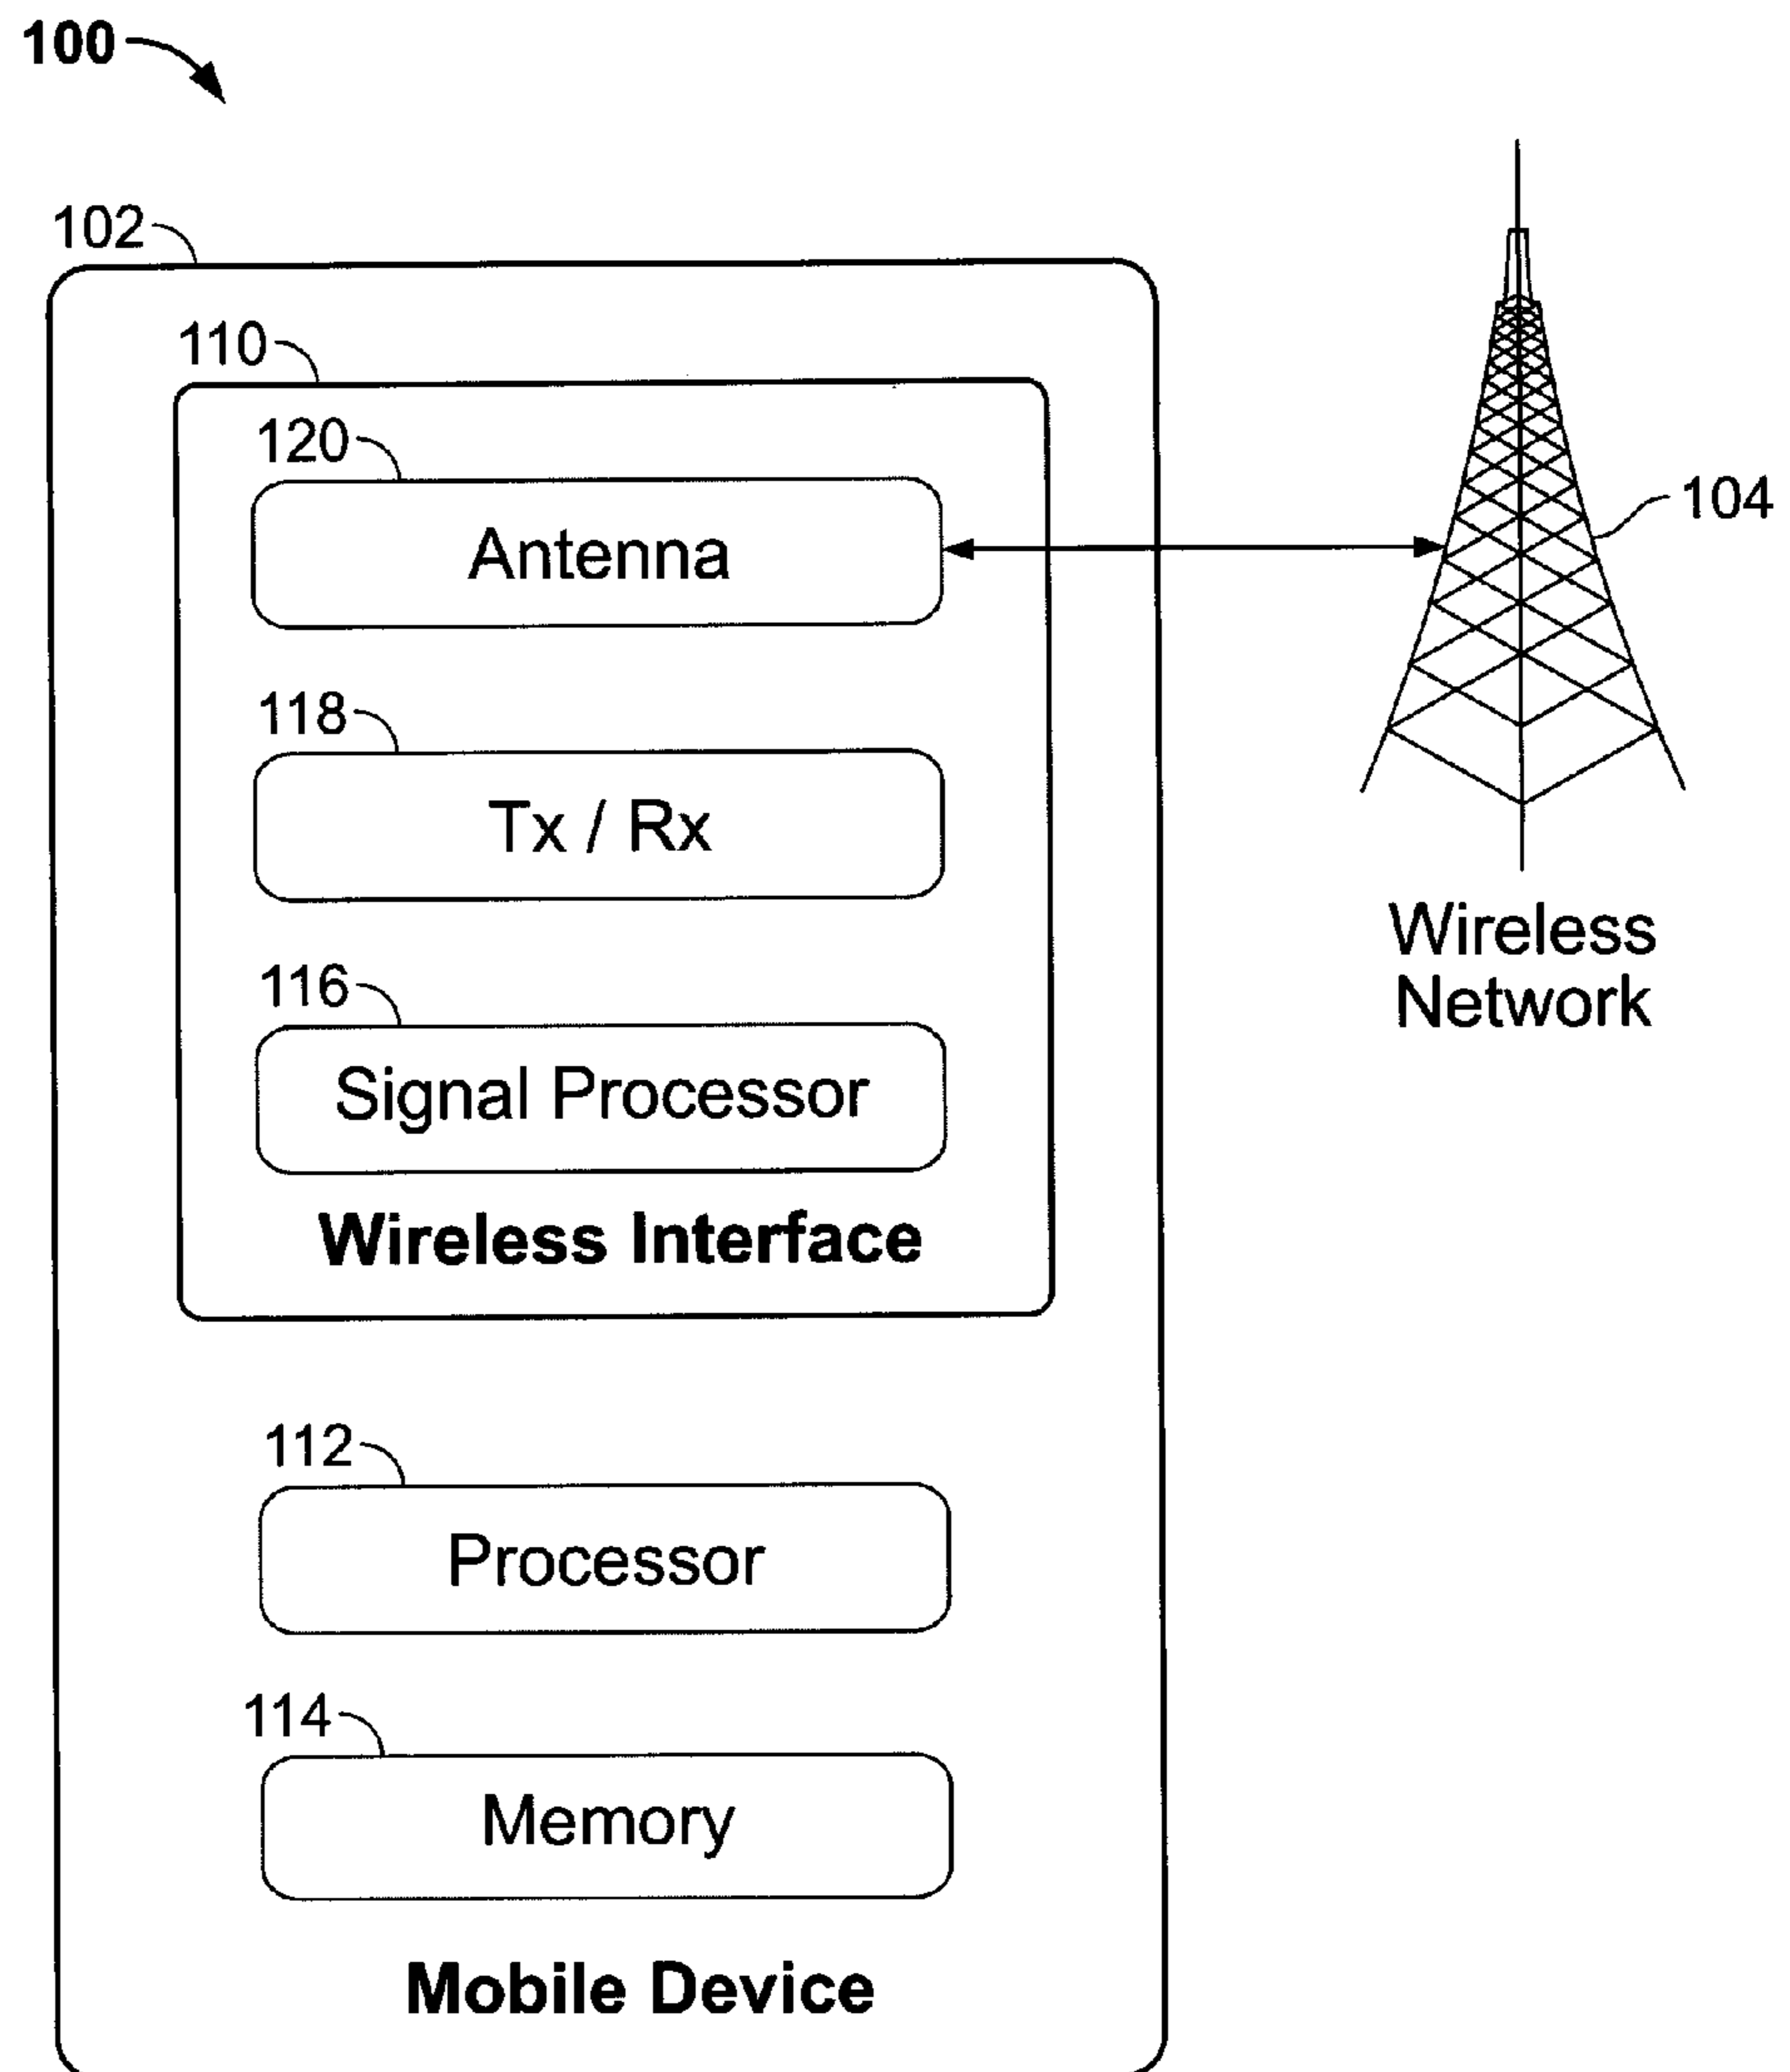 100
102
110
120
Antenna
104
118
Tx / Rx
Wireless
Network
116
Signal Processor
Wireless Interface
112
Processor
114
Memory
Mobile Device